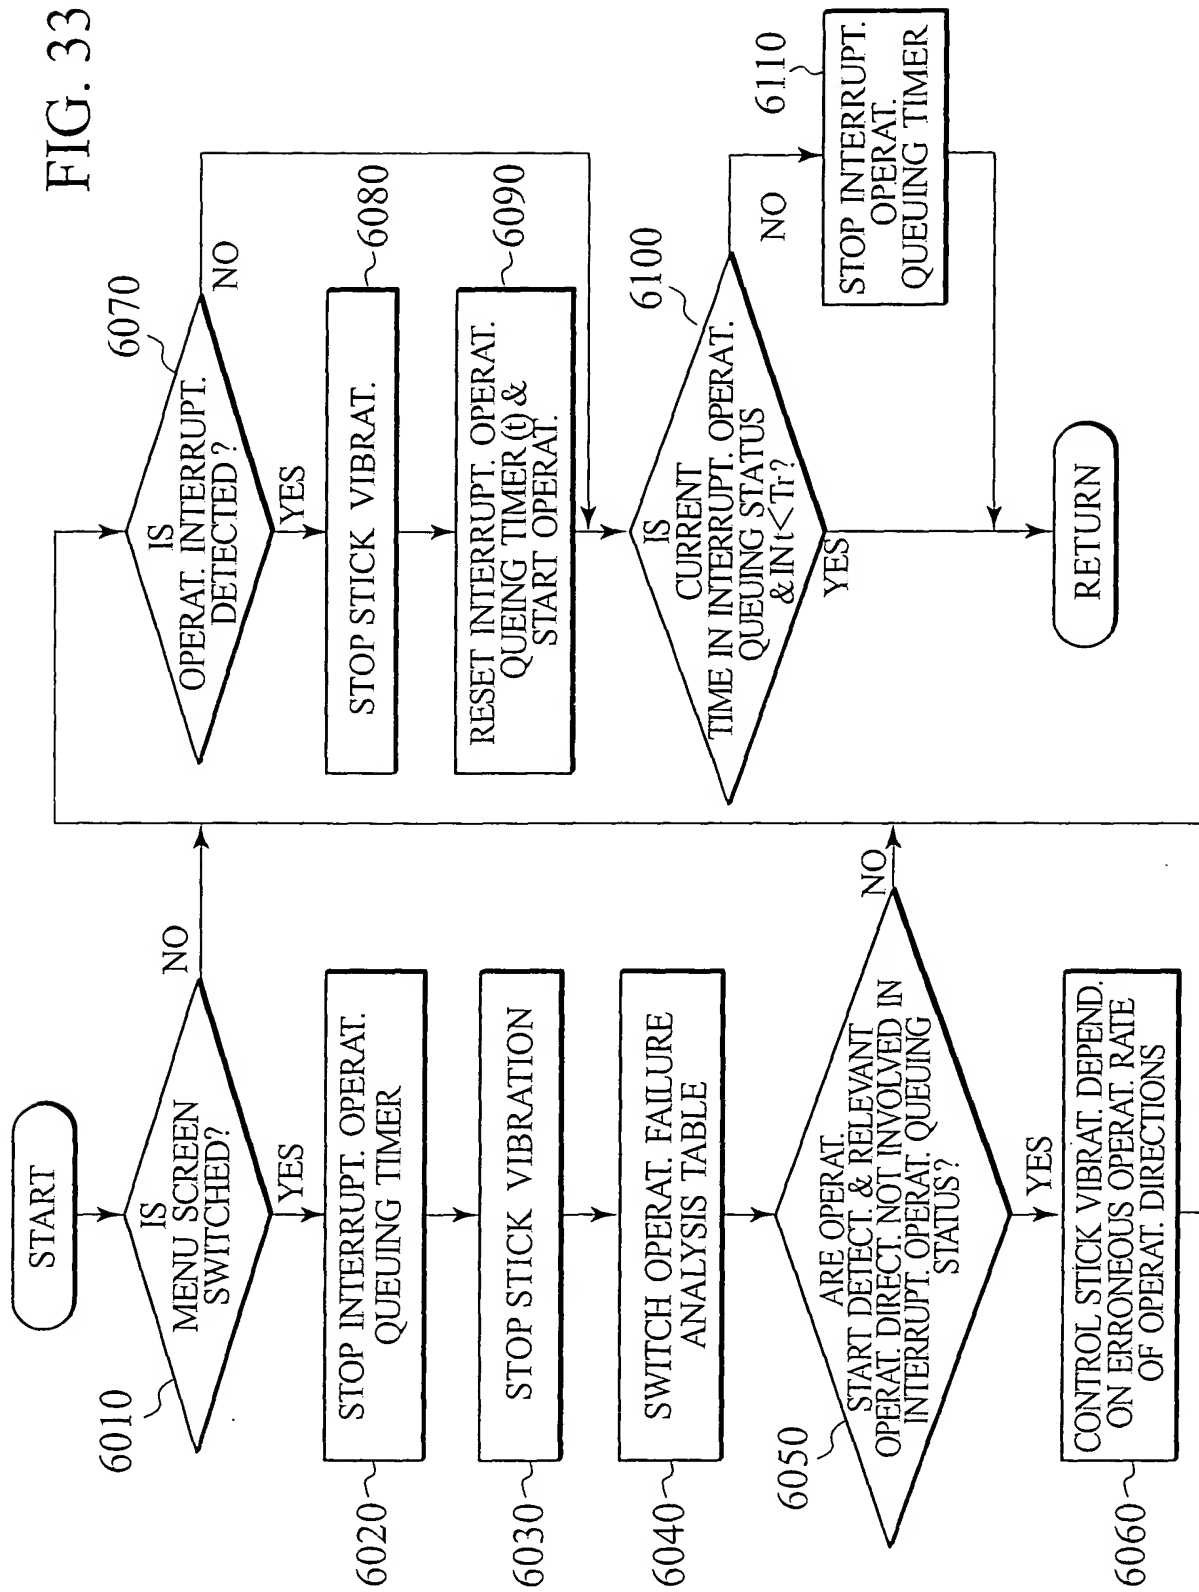 FIG. 33
START
IS
MENU SCREEN
SWITCHED?
6010
NO
YES
STOP INTERRUPT. OPERAT.
QUEUING TIMER
6020
STOP STICK VIBRATION
6030
SWITCH OPERAT. FAILURE
ANALYSIS TABLE
6040
ARE OPERAT.
START DETECT. & RELEVANT
OPERAT. DIRECT. NOT INVOLVED IN
INTERRUPT. OPERAT. QUEUING
STATUS?
6050
NO
YES
CONTROL STICK VIBRAT. DEPEND.
ON ERRONEOUS OPERAT. RATE
OF OPERAT. DIRECTIONS
6060
IS
OPERAT. INTERRUPT.
DETECTED?
6070
NO
YES
STOP STICK VIBRAT.
6080
RESET INTERRUPT. OPERAT.
QUEING TIMER (t) &
START OPERAT.
6090
IS
CURRENT
TIME IN INTERRUPT. OPERAT.
QUEUING STATUS
& INt<Tr?
6100
NO
YES
STOP INTERRUPT.
OPERAT.
QUEUING TIMER
6110
RETURN